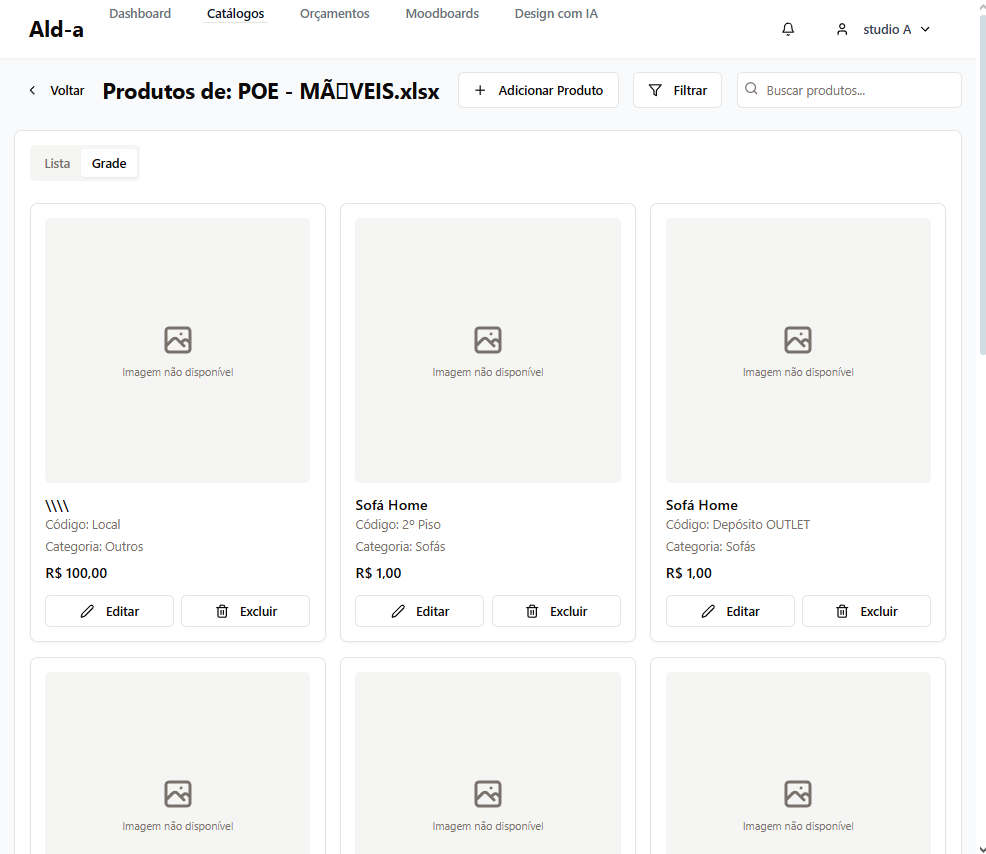 Ald-a
Dashboard
Catálogos
Orçamentos
Moodboards
Design com IA
studio A
Voltar
Produtos de: POE - MÃ▯VEIS.xlsx
Adicionar Produto
Filtrar
Buscar produtos...
Lista
Grade
Imagem não disponível
\\\\
Código: Local
Categoria: Outros
R$ 100,00
Editar
Excluir
Imagem não disponível
Sofá Home
Código: 2º Piso
Categoria: Sofás
R$ 1,00
Editar
Excluir
Imagem não disponível
Sofá Home
Código: Depósito OUTLET
Categoria: Sofás
R$ 1,00
Editar
Excluir
Imagem não disponível
Imagem não disponível
Imagem não disponível